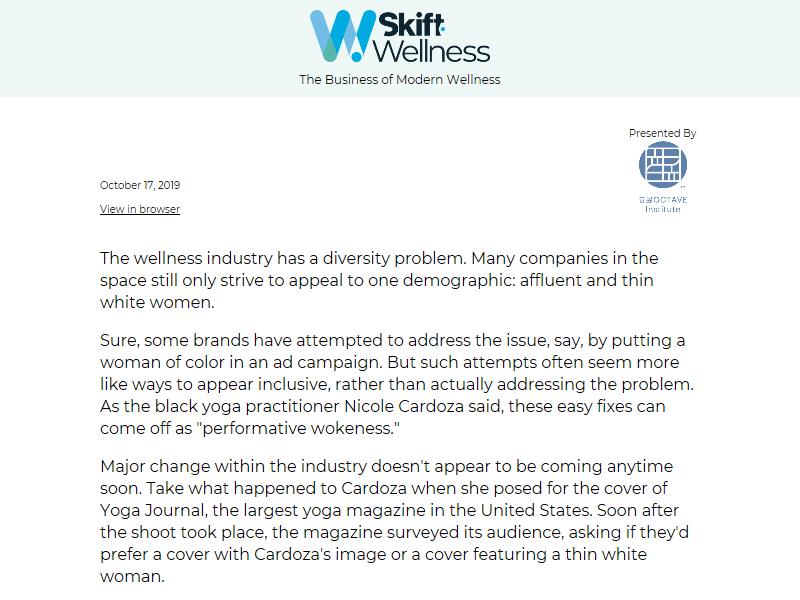 Skift
Wellness
The Business of Modern Wellness
Presented By
OCTAVE
Institute
October 17, 2019
View in browser
The wellness industry has a diversity problem. Many companies in the
space still only strive to appeal to one demographic: affluent and thin
white women.
Sure, some brands have attempted to address the issue, say, by putting a
woman of color in an ad campaign. But such attempts often seem more
like ways to appear inclusive, rather than actually addressing the problem.
As the black yoga practitioner Nicole Cardoza said, these easy fixes can
come off as "performative wokeness."
Major change within the industry doesn't appear to be coming anytime
soon. Take what happened to Cardoza when she posed for the cover of
Yoga Journal, the largest yoga magazine in the United States. Soon after
the shoot took place, the magazine surveyed its audience, asking if they'd
prefer a cover with Cardoza's image or a cover featuring a thin white
woman.